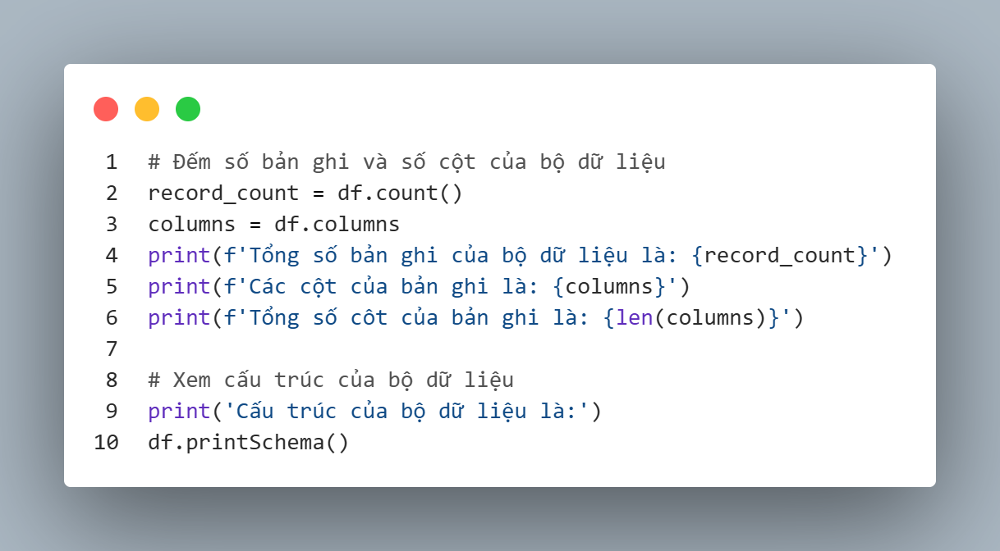 1 # Đếm số bản ghi và số cột của bộ dữ liệu
2 record_count = df.count()
3 columns = df.columns
4 print(f'Tổng số bản ghi của bộ dữ liệu là: {record_count}')
5 print(f'Các cột của bản ghi là: {columns}')
6 print(f'Tổng số côt của bản ghi là: {len(columns)}')
7
8 # Xem cấu trúc của bộ dữ liệu
9 print('Cấu trúc của bộ dữ liệu là:')
10 df.printSchema()